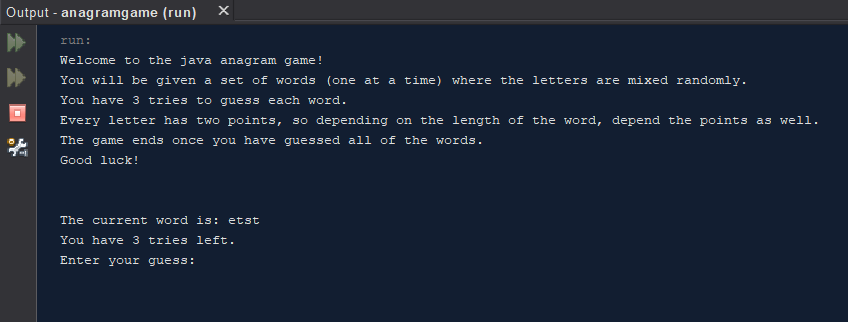 Output - anagramgame (run) ×
run:
Welcome to the java anagram game!
You will be given a set of words (one at a time) where the letters are mixed randomly.
You have 3 tries to guess each word.
Every letter has two points, so depending on the length of the word, depend the points as well.
The game ends once you have guessed all of the words.
Good luck!
The current word is: etst
You have 3 tries left.
Enter your guess: